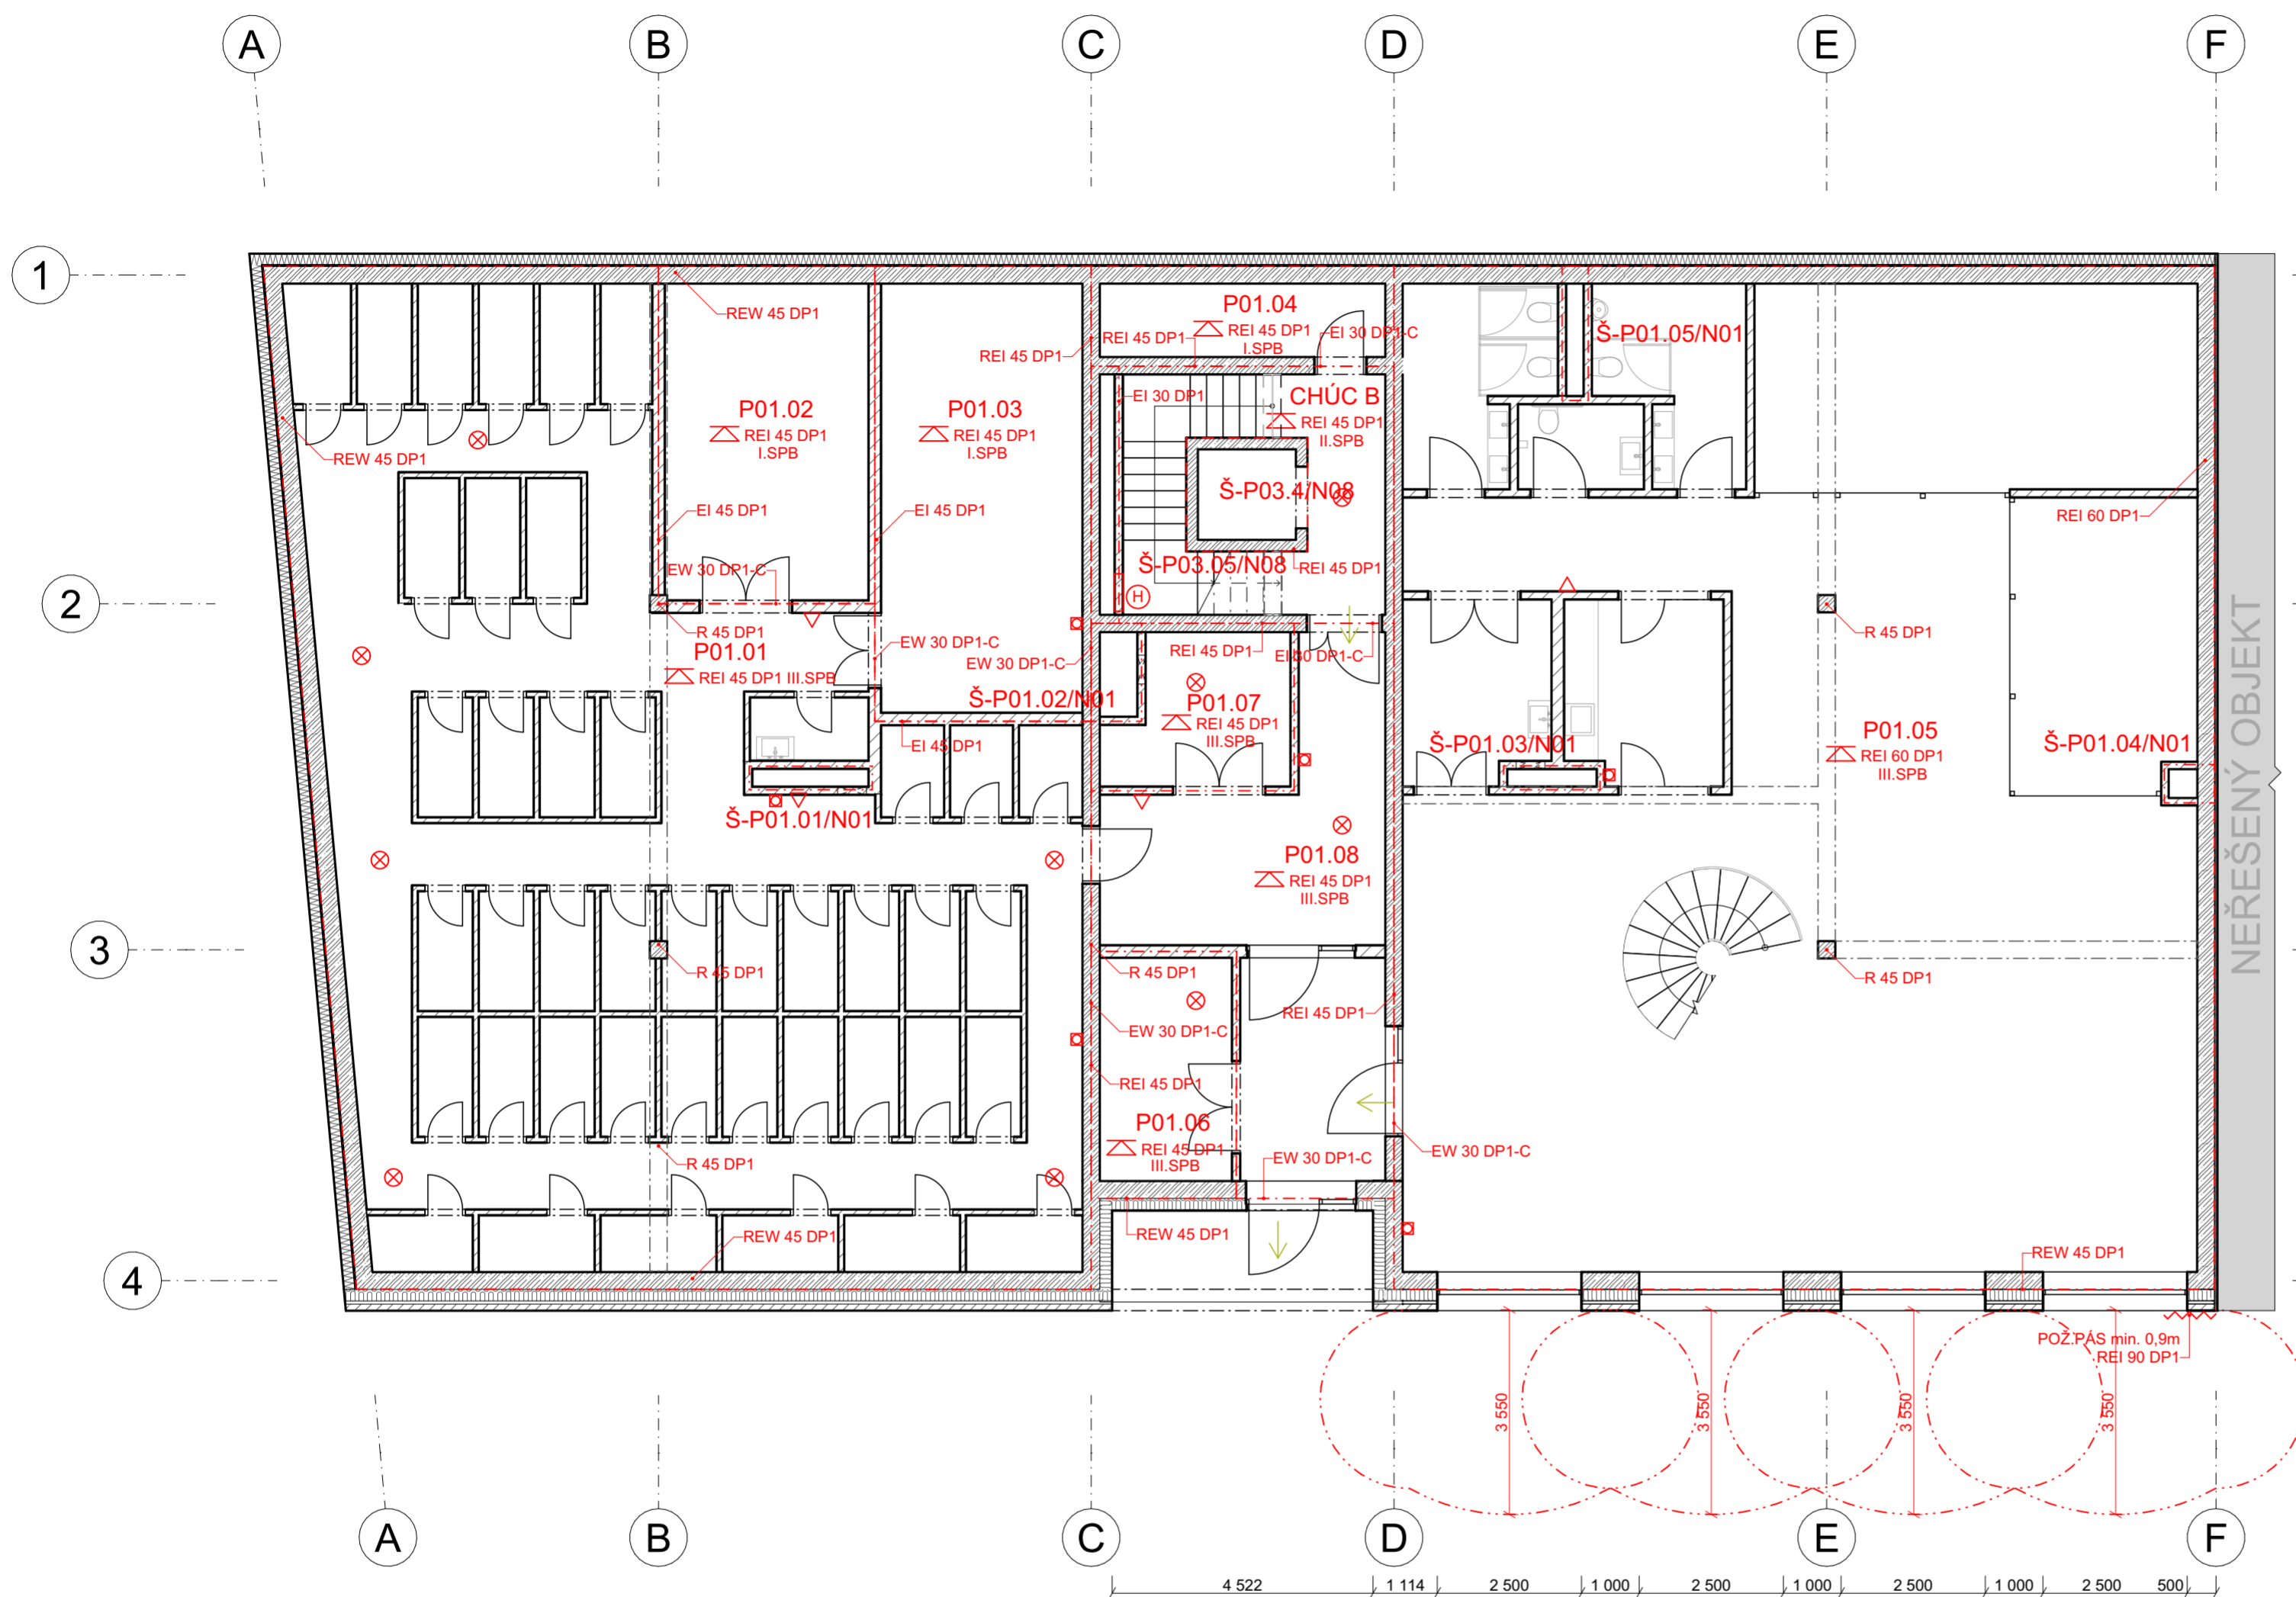 A
B
C
D
E
F
1
REW 45 DP1
P01.04
REI 45 DP1
I.SPB
REI 45 DP1
EI 30 DP1-C
REI 45 DP1
Š-P01.05/N01
CHÚC B
REI 45 DP1
II.SPB
EI 30 DP1
P01.02
REI 45 DP1
I.SPB
P01.03
REI 45 DP1
I.SPB
REW 45 DP1
Š-P03.4/N08
EI 45 DP1
EI 45 DP1
REI 60 DP1
Š-P03.05/N08
REI 45 DP1
EW 30 DP1-C
H
2
R 45 DP1
R 45 DP1
P01.01
REI 45 DP1 III.SPB
EW 30 DP1-C
EW 30 DP1-C
REI 45 DP1
EI 30 DP1-C
Š-P01.02/N01
P01.07
REI 45 DP1
III.SPB
EI 45 DP1
Š-P01.03/N01
P01.05
REI 60 DP1
III.SPB
Š-P01.04/N01
NEŘEŠENÝ OBJEKT
Š-P01.01/N01
P01.08
REI 45 DP1
III.SPB
3
R 45 DP1
R 45 DP1
R 45 DP1
REI 45 DP1
EW 30 DP1-C
REI 45 DP1
P01.06
REI 45 DP1
III.SPB
EW 30 DP1-C
EW 30 DP1-C
R 45 DP1
REW 45 DP1
REW 45 DP1
REW 45 DP1
4
POŽ.PÁS min. 0,9m
REI 90 DP1
3 550
3 550
3 550
3 550
A
B
C
D
E
F
4 522
1 114
2 500
1 000
2 500
1 000
2 500
1 000
2 500
500